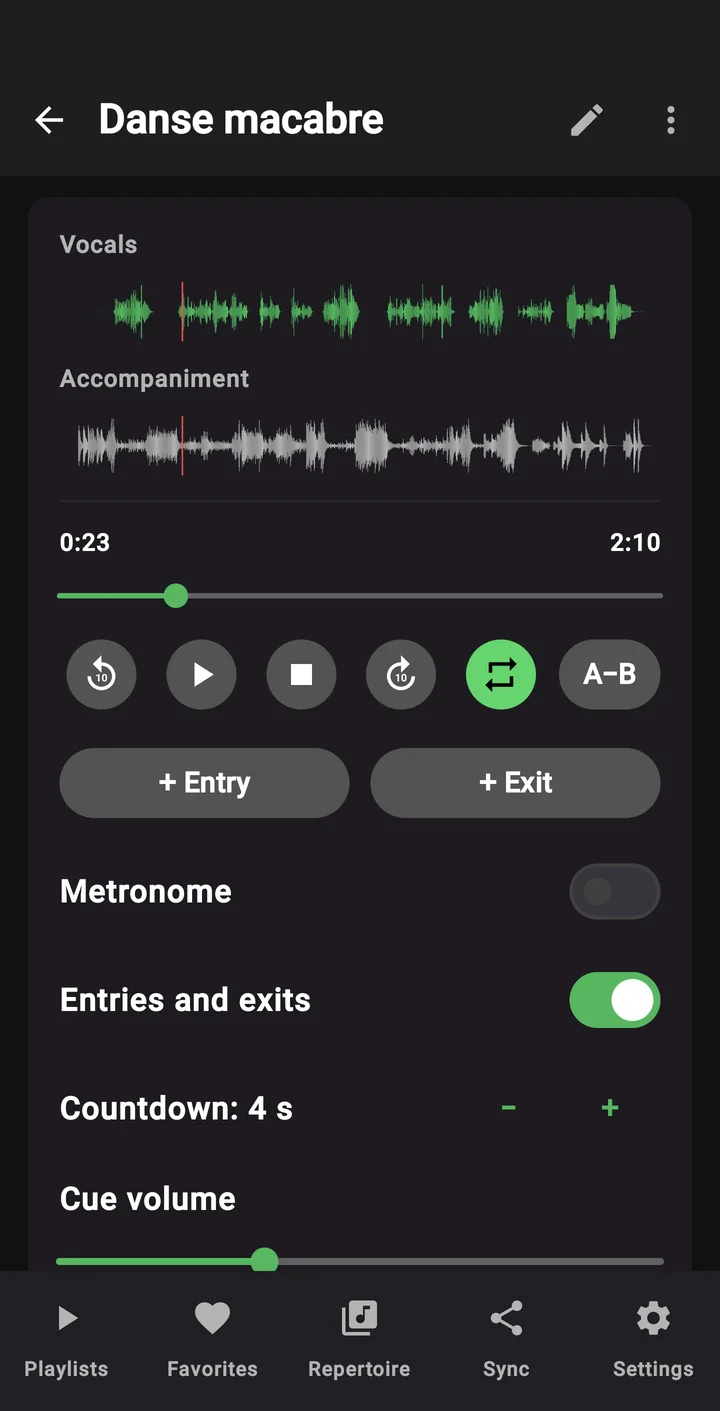 Danse macabre
Vocals
Accompaniment
0:23 2:10
10 10 A–B
+ Entry + Exit
Metronome
Entries and exits
Countdown: 4 s − +
Cue volume
Playlists Favorites Repertoire Sync Settings